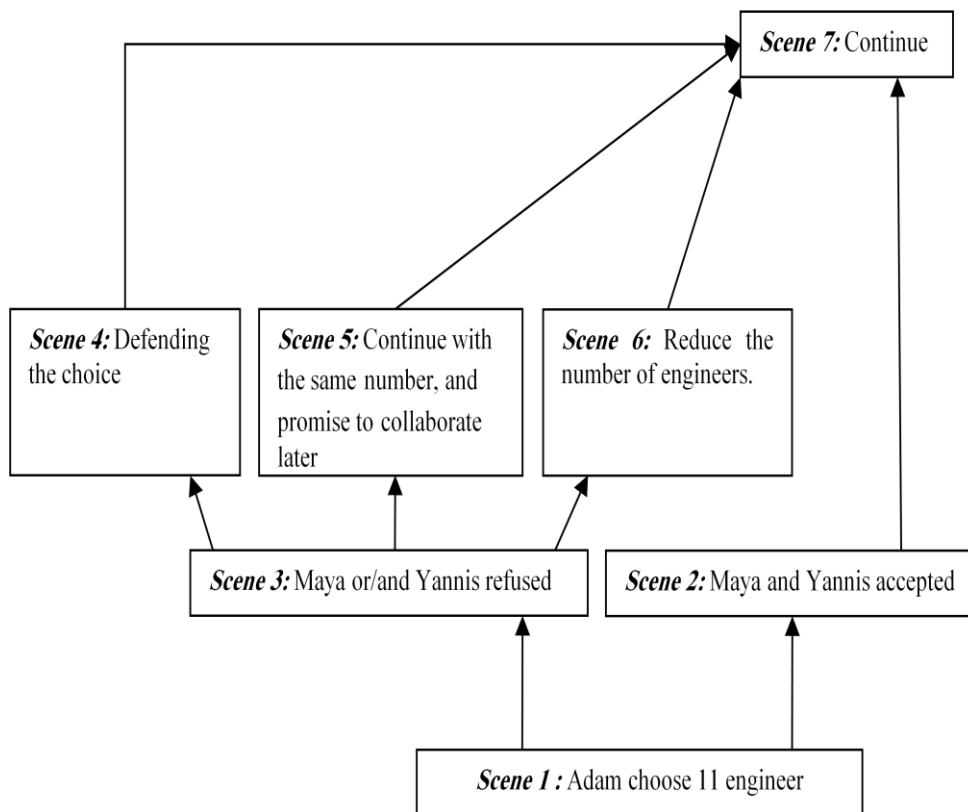 Scene 7: Continue
Scene 4: Defending
the choice
Scene 5: Continue with
the same number, and
promise to collaborate
later
Scene 6: Reduce the
number of engineers.
Scene 3: Maya or/and Yannis refused
Scene 2: Maya and Yannis accepted
Scene 1 : Adam choose 11 engineer